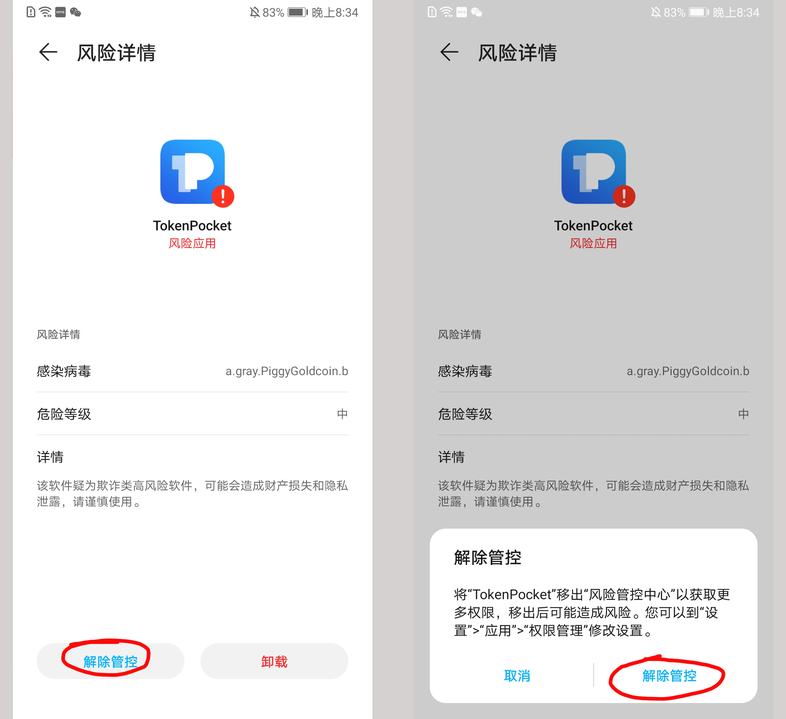 83% 晚上8:34
风险详情
TokenPocket
风险应用
风险详情
感染病毒 a.gray.PiggyGoldcoin.b
危险等级 中
详情
该软件疑为欺诈类高风险软件，可能会造成财产损失和隐私
泄露，请谨慎使用。
解除管控 卸载
83% 晚上8:34
风险详情
TokenPocket
风险应用
风险详情
感染病毒 a.gray.PiggyGoldcoin.b
危险等级 中
详情
该软件疑为欺诈类高风险软件，可能会造成财产损失和隐私
泄露，请谨慎使用。
解除管控
将“TokenPocket”移出“风险管控中心”以获取更
多权限，移出后可能造成风险。您可以到“设
置”>“应用”>“权限管理”修改设置。
取消 解除管控